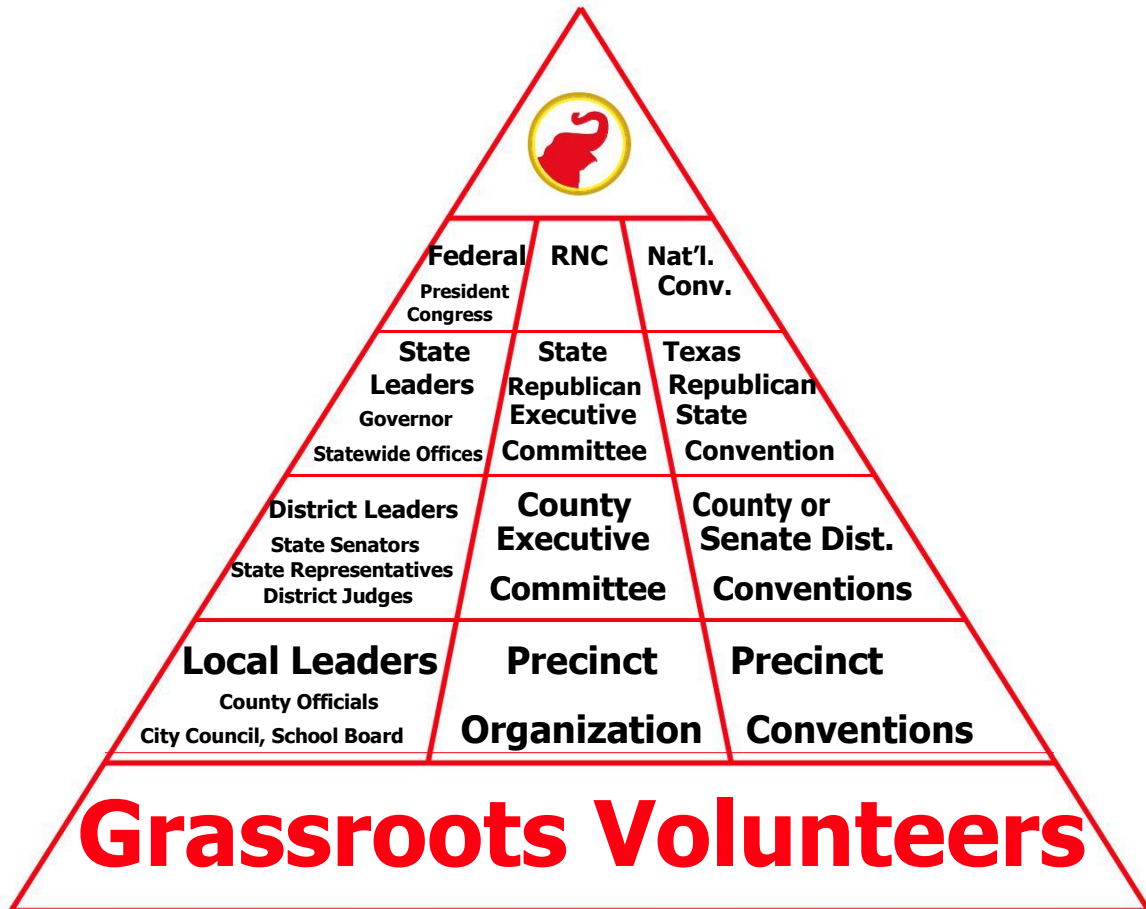 Federal
President
Congress
RNC
Nat’l.
Conv.
State
Leaders
Governor
Statewide Offices
State
Republican
Executive
Committee
Texas
Republican
State
Convention
District Leaders
State Senators
State Representatives
District Judges
County
Executive
Committee
County or
Senate Dist.
Conventions
Local Leaders
County Officials
City Council, School Board
Precinct
Organization
Precinct
Conventions
Grassroots Volunteers